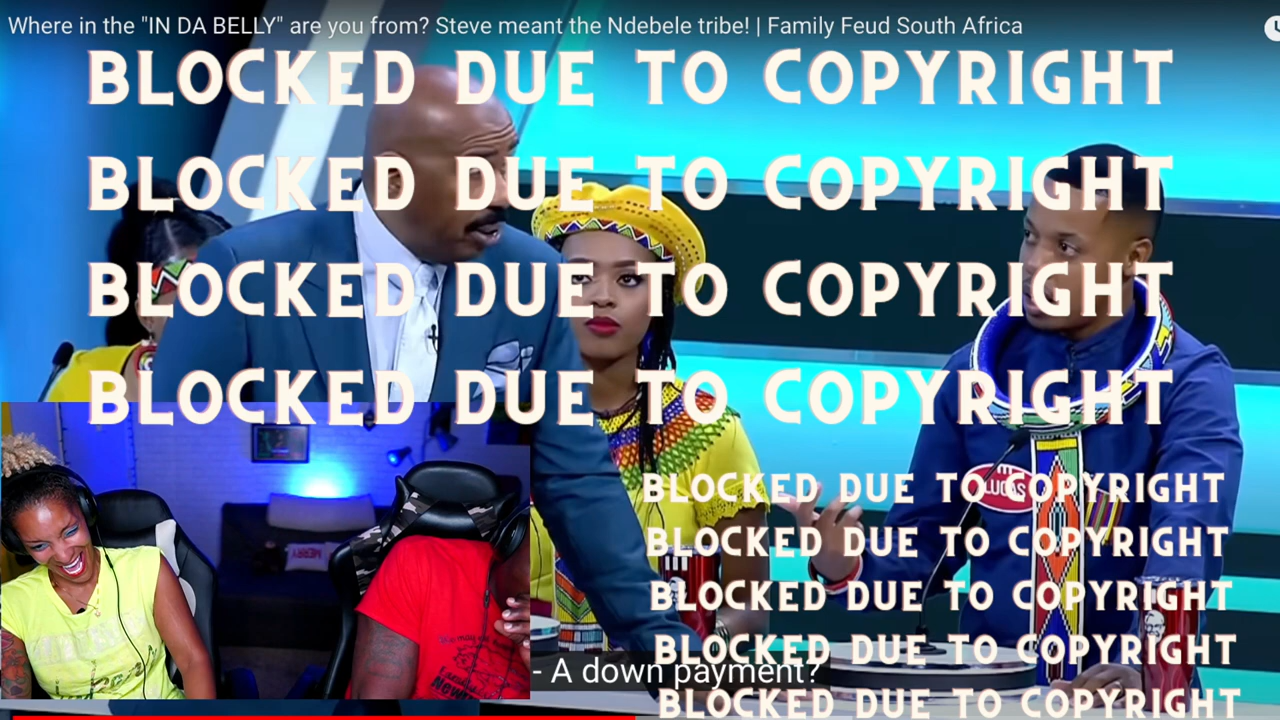 Where in the "IN DA BELLY" are you from? Steve meant the Ndebele tribe! | Family Feud South Africa
BLOCKED DUE TO COPYRIGHT
BLOCKED DUE TO COPYRIGHT
BLOCKED DUE TO COPYRIGHT
BLOCKED DUE TO COPYRIGHT
BLOCKED DUE TO COPYRIGHT
LUCAS
BLOCKED DUE TO COPYRIGHT
BLOCKED DUE TO COPYRIGHT
MERRY
BLOCKED DUE TO COPYRIGHT
- A down payment?
BLOCKED DUE TO COPYRIGHT